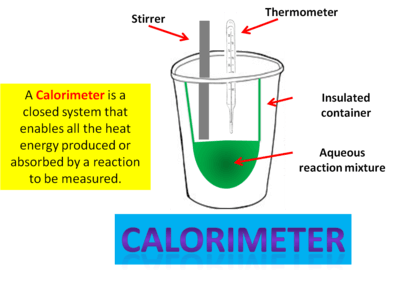 Stirrer
Thermometer
A Calorimeter is a
closed system that
enables all the heat
energy produced or
absorbed by a reaction
to be measured.
Insulated
container
Aqueous
reaction mixture
CALORIMETER